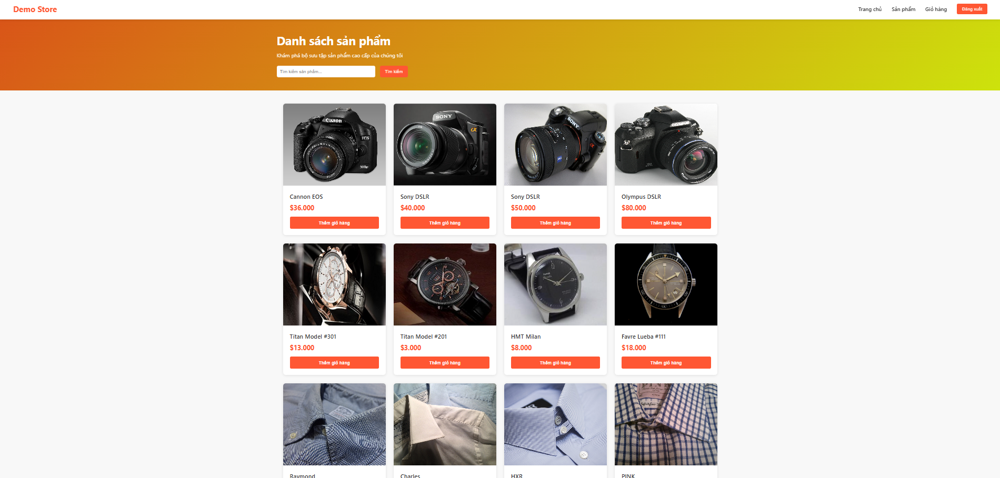 Demo Store
Trang chủ
Sản phẩm
Giỏ hàng
Đăng xuất
Danh sách sản phẩm
Khám phá bộ sưu tập sản phẩm cao cấp của chúng tôi
Tìm kiếm sản phẩm...
Tìm kiếm
Canon
EOS
500D
SONY
α
SONY
α
OLYMPUS
Cannon EOS
$36.000
Thêm giỏ hàng
Sony DSLR
$40.000
Thêm giỏ hàng
Sony DSLR
$50.000
Thêm giỏ hàng
Olympus DSLR
$80.000
Thêm giỏ hàng
Titan Model #301
$13.000
Thêm giỏ hàng
Titan Model #201
$3.000
Thêm giỏ hàng
HMT Milan
$8.000
Thêm giỏ hàng
Favre Lueba #111
$18.000
Thêm giỏ hàng
PINK
Raymond
Charles
HXR
PINK